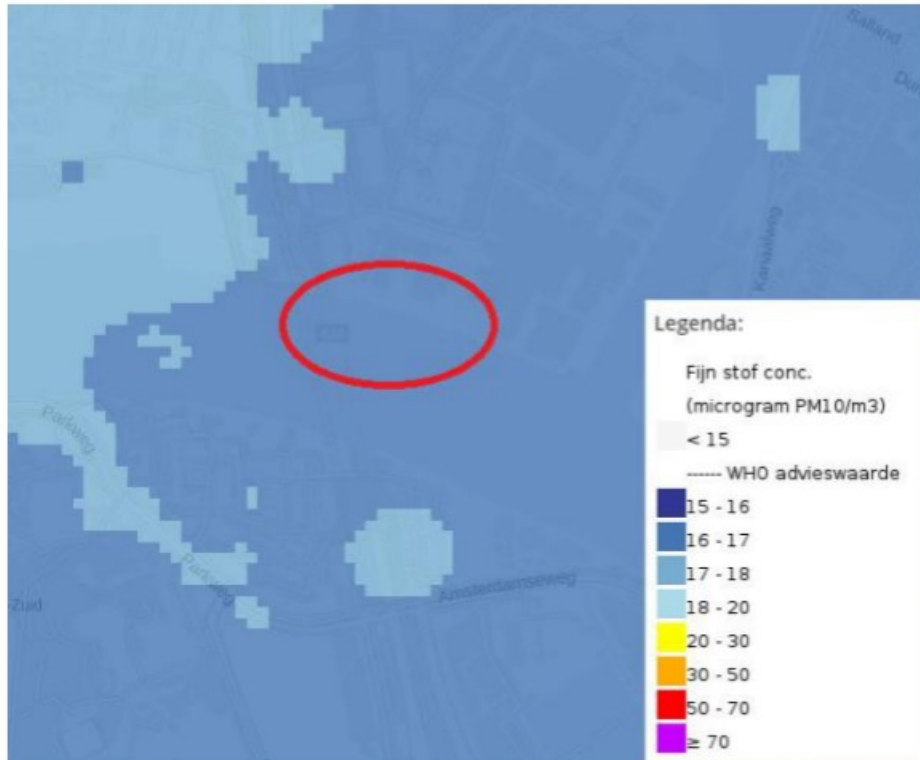 Salland
Kanaalweg
Parkweg
Parkweg
Amsterdamseweg
-Zuid
Legenda:
Fijn stof conc.
(microgram PM10/m3)
< 15
------ WHO advieswaarde
15 - 16
16 - 17
17 - 18
18 - 20
20 - 30
30 - 50
50 - 70
≥ 70